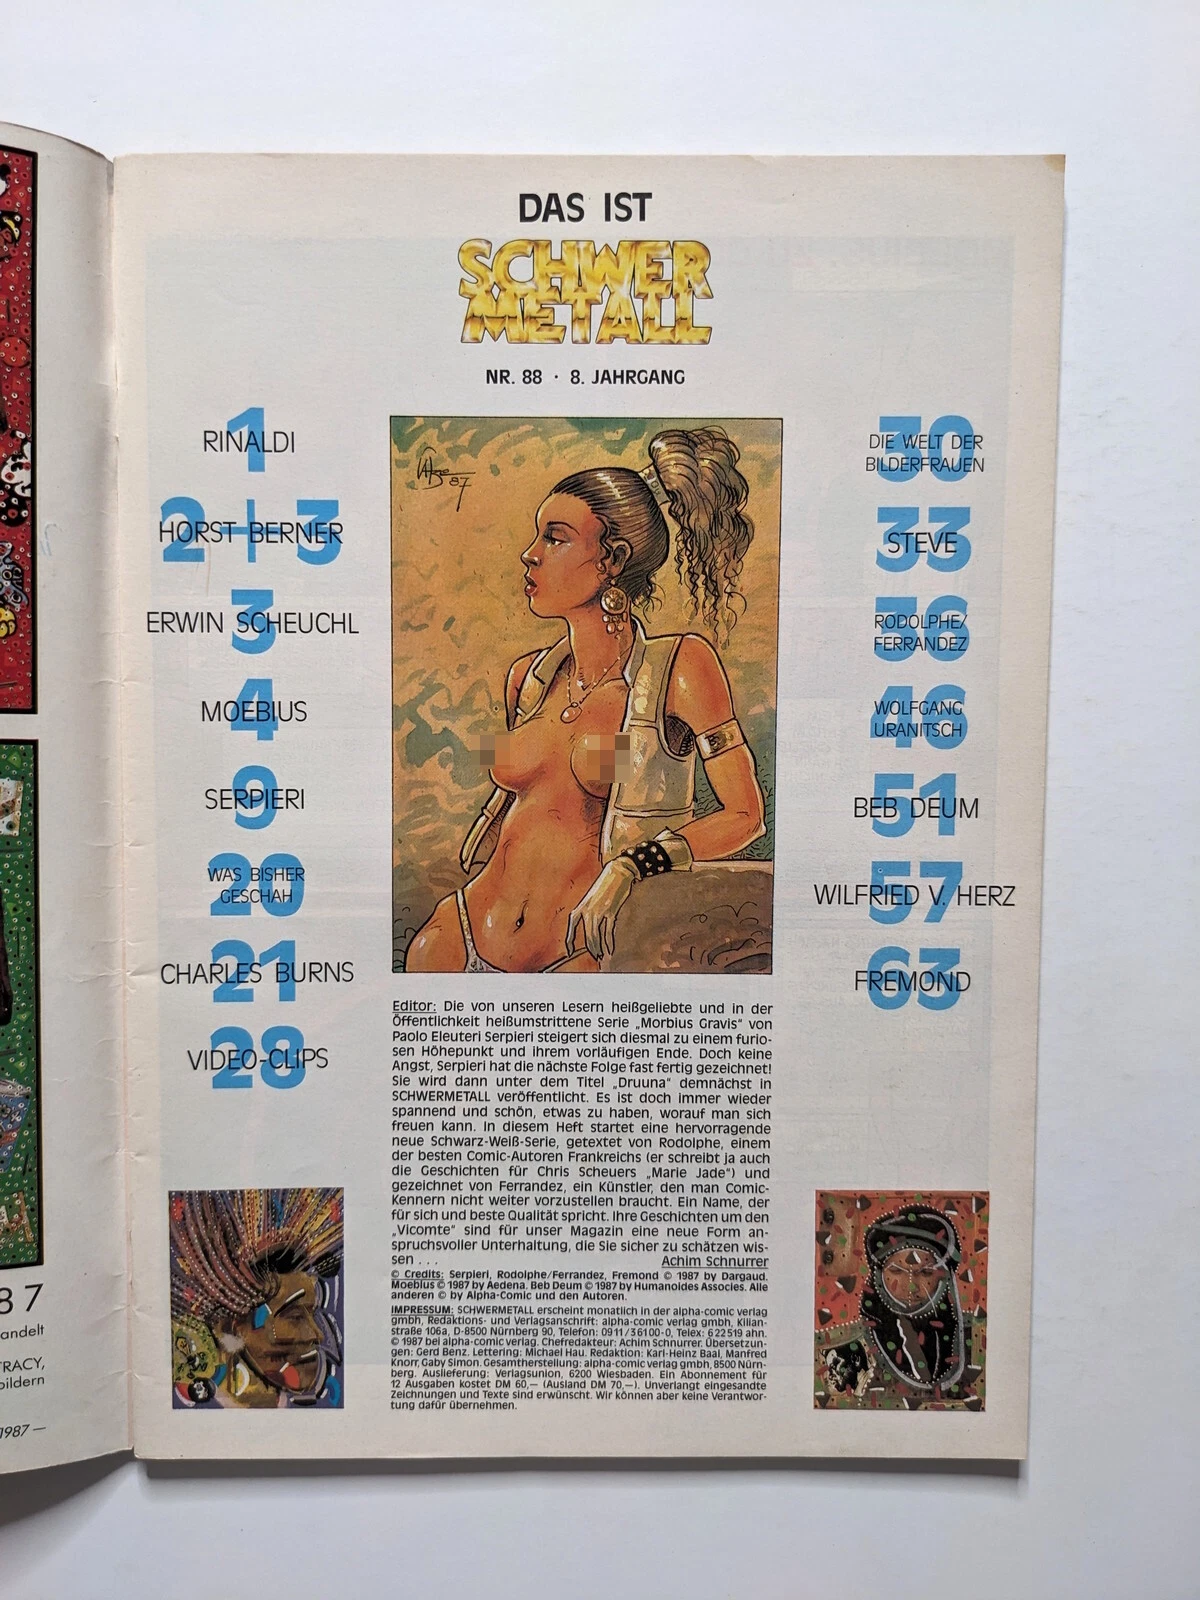 DAS IST
SCHWER
METALL
NR. 88 · 8. JAHRGANG
1
RINALDI
2+3
HORST BERNER
3
ERWIN SCHEUCHL
4
MOEBIUS
9
SERPIERI
20
WAS BISHER
GESCHAH
21
CHARLES BURNS
28
VIDEO-CLIPS
87
30
DIE WELT DER
BILDERFRAUEN
33
STEVE
36
RODOLPHE/
FERRANDEZ
46
WOLFGANG
URANITSCH
51
BEB DEUM
57
WILFRIED V. HERZ
63
FREMOND
Editor: Die von unseren Lesern heißgeliebte und in der
Öffentlichkeit heißumstrittene Serie „Morbius Gravis“ von
Paolo Eleuteri Serpieri steigert sich diesmal zu einem furio-
sen Höhepunkt und ihrem vorläufigen Ende. Doch keine
Angst, Serpieri hat die nächste Folge fast fertig gezeichnet!
Sie wird dann unter dem Titel „Druuna“ demnächst in
SCHWERMETALL veröffentlicht. Es ist doch immer wieder
spannend und schön, etwas zu haben, worauf man sich
freuen kann. In diesem Heft startet eine hervorragende
neue Schwarz-Weiß-Serie, getextet von Rodolphe, einem
der besten Comic-Autoren Frankreichs (er schreibt ja auch
die Geschichten für Chris Scheuers „Marie Jade“) und
gezeichnet von Ferrandez, ein Künstler, den man Comic-
Kennern nicht weiter vorzustellen braucht. Ein Name, der
für sich und beste Qualität spricht. Ihre Geschichten um den
„Vicomte“ sind für unser Magazin eine neue Form an-
spruchsvoller Unterhaltung, die Sie sicher zu schätzen wis-
sen . . . Achim Schnurrer
© Credits: Serpieri, Rodolphe/Ferrandez, Fremond © 1987 by Dargaud.
Moebius © 1987 by Aedena. Beb Deum © 1987 by Humanoides Associes. Alle
anderen © by Alpha-Comic und den Autoren.
IMPRESSUM: SCHWERMETALL erscheint monatlich in der alpha-comic verlag
gmbh, Redaktions- und Verlagsanschrift: alpha-comic verlag gmbh, Kilian-
straße 106a, D-8500 Nürnberg 90, Telefon: 0911/36100-0, Telex: 622519 ahn.
© 1987 bei alpha-comic verlag. Chefredakteur: Achim Schnurrer. Übersetzun-
gen: Gerd Benz. Lettering: Michael Hau. Redaktion: Karl-Heinz Baal, Manfred
Knorr, Gaby Simon. Gesamtherstellung: alpha-comic verlag gmbh, 8500 Nürn-
berg. Auslieferung: Verlagsunion, 6200 Wiesbaden. Ein Abonnement für
12 Ausgaben kostet DM 60,— (Ausland DM 70,—). Unverlangt eingesandte
Zeichnungen und Texte sind erwünscht. Wir können aber keine Verantwor-
tung dafür übernehmen.
87
andelt
TRACY,
bildern
1987 —